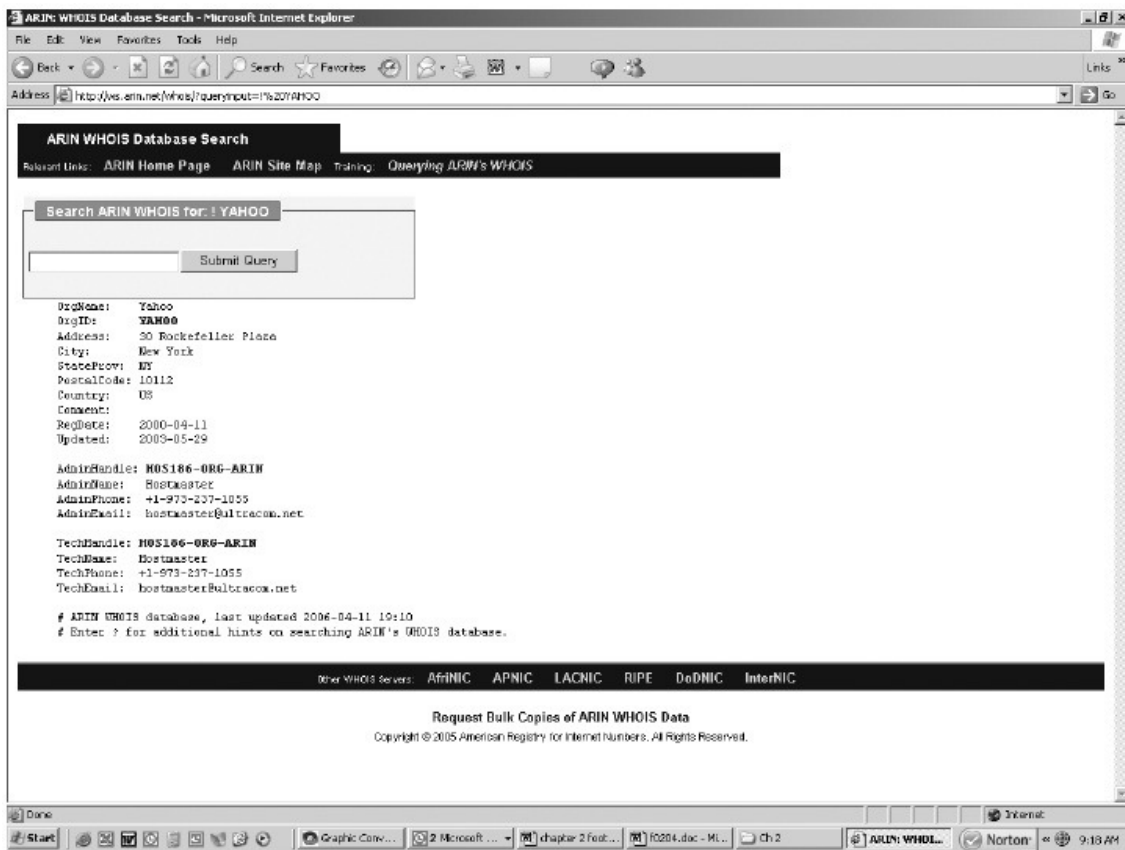 ARIN: WHOIS Database Search - Microsoft Internet Explorer
File Edit View Favorites Tools Help
Back Search Favorites Links »
Address http://ws.arin.net/whois/?queryinput=!%20YAHOO Go
ARIN WHOIS Database Search
Relevant Links: ARIN Home Page ARIN Site Map Training: Querying ARIN's WHOIS
Search ARIN WHOIS for: ! YAHOO
Submit Query
OrgName: Yahoo
OrgID: YAHOO
Address: 30 Rockefeller Plaza
City: New York
StateProv: NY
PostalCode: 10112
Country: US
Comment:
RegDate: 2000-04-11
Updated: 2003-05-29
AdminHandle: HOS186-ORG-ARIN
AdminName: Hostmaster
AdminPhone: +1-973-237-1055
AdminEmail: hostmaster@ultracom.net
TechHandle: HOS186-ORG-ARIN
TechName: Hostmaster
TechPhone: +1-973-237-1055
TechEmail: hostmaster@ultracom.net
# ARIN WHOIS database, last updated 2006-04-11 19:10
# Enter ? for additional hints on searching ARIN's WHOIS database.
Other WHOIS Servers: AfriNIC APNIC LACNIC RIPE DoDNIC InterNIC
Request Bulk Copies of ARIN WHOIS Data
Copyright © 2005 American Registry for Internet Numbers. All Rights Reserved.
Done Internet
Start Graphic Conv... 2 Microsoft ... chapter 2 foot... f0204.doc - Mi... Ch 2 ARIN: WHOI... Norton « 9:18 AM